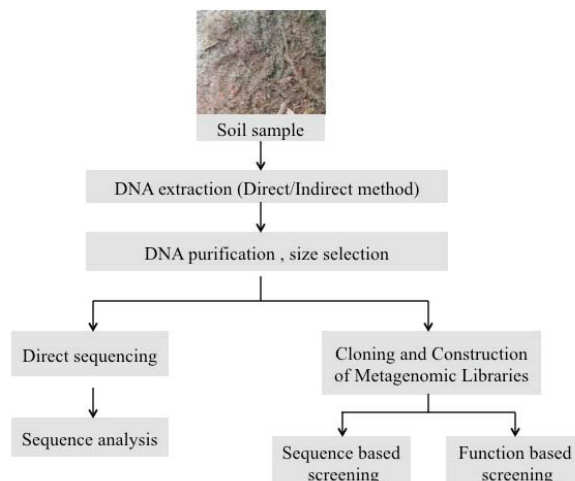 Soil sample
DNA extraction (Direct/Indirect method)
DNA purification , size selection
Direct sequencing
Cloning and Construction
of Metagenomic Libraries
Sequence analysis
Sequence based
screening
Function based
screening